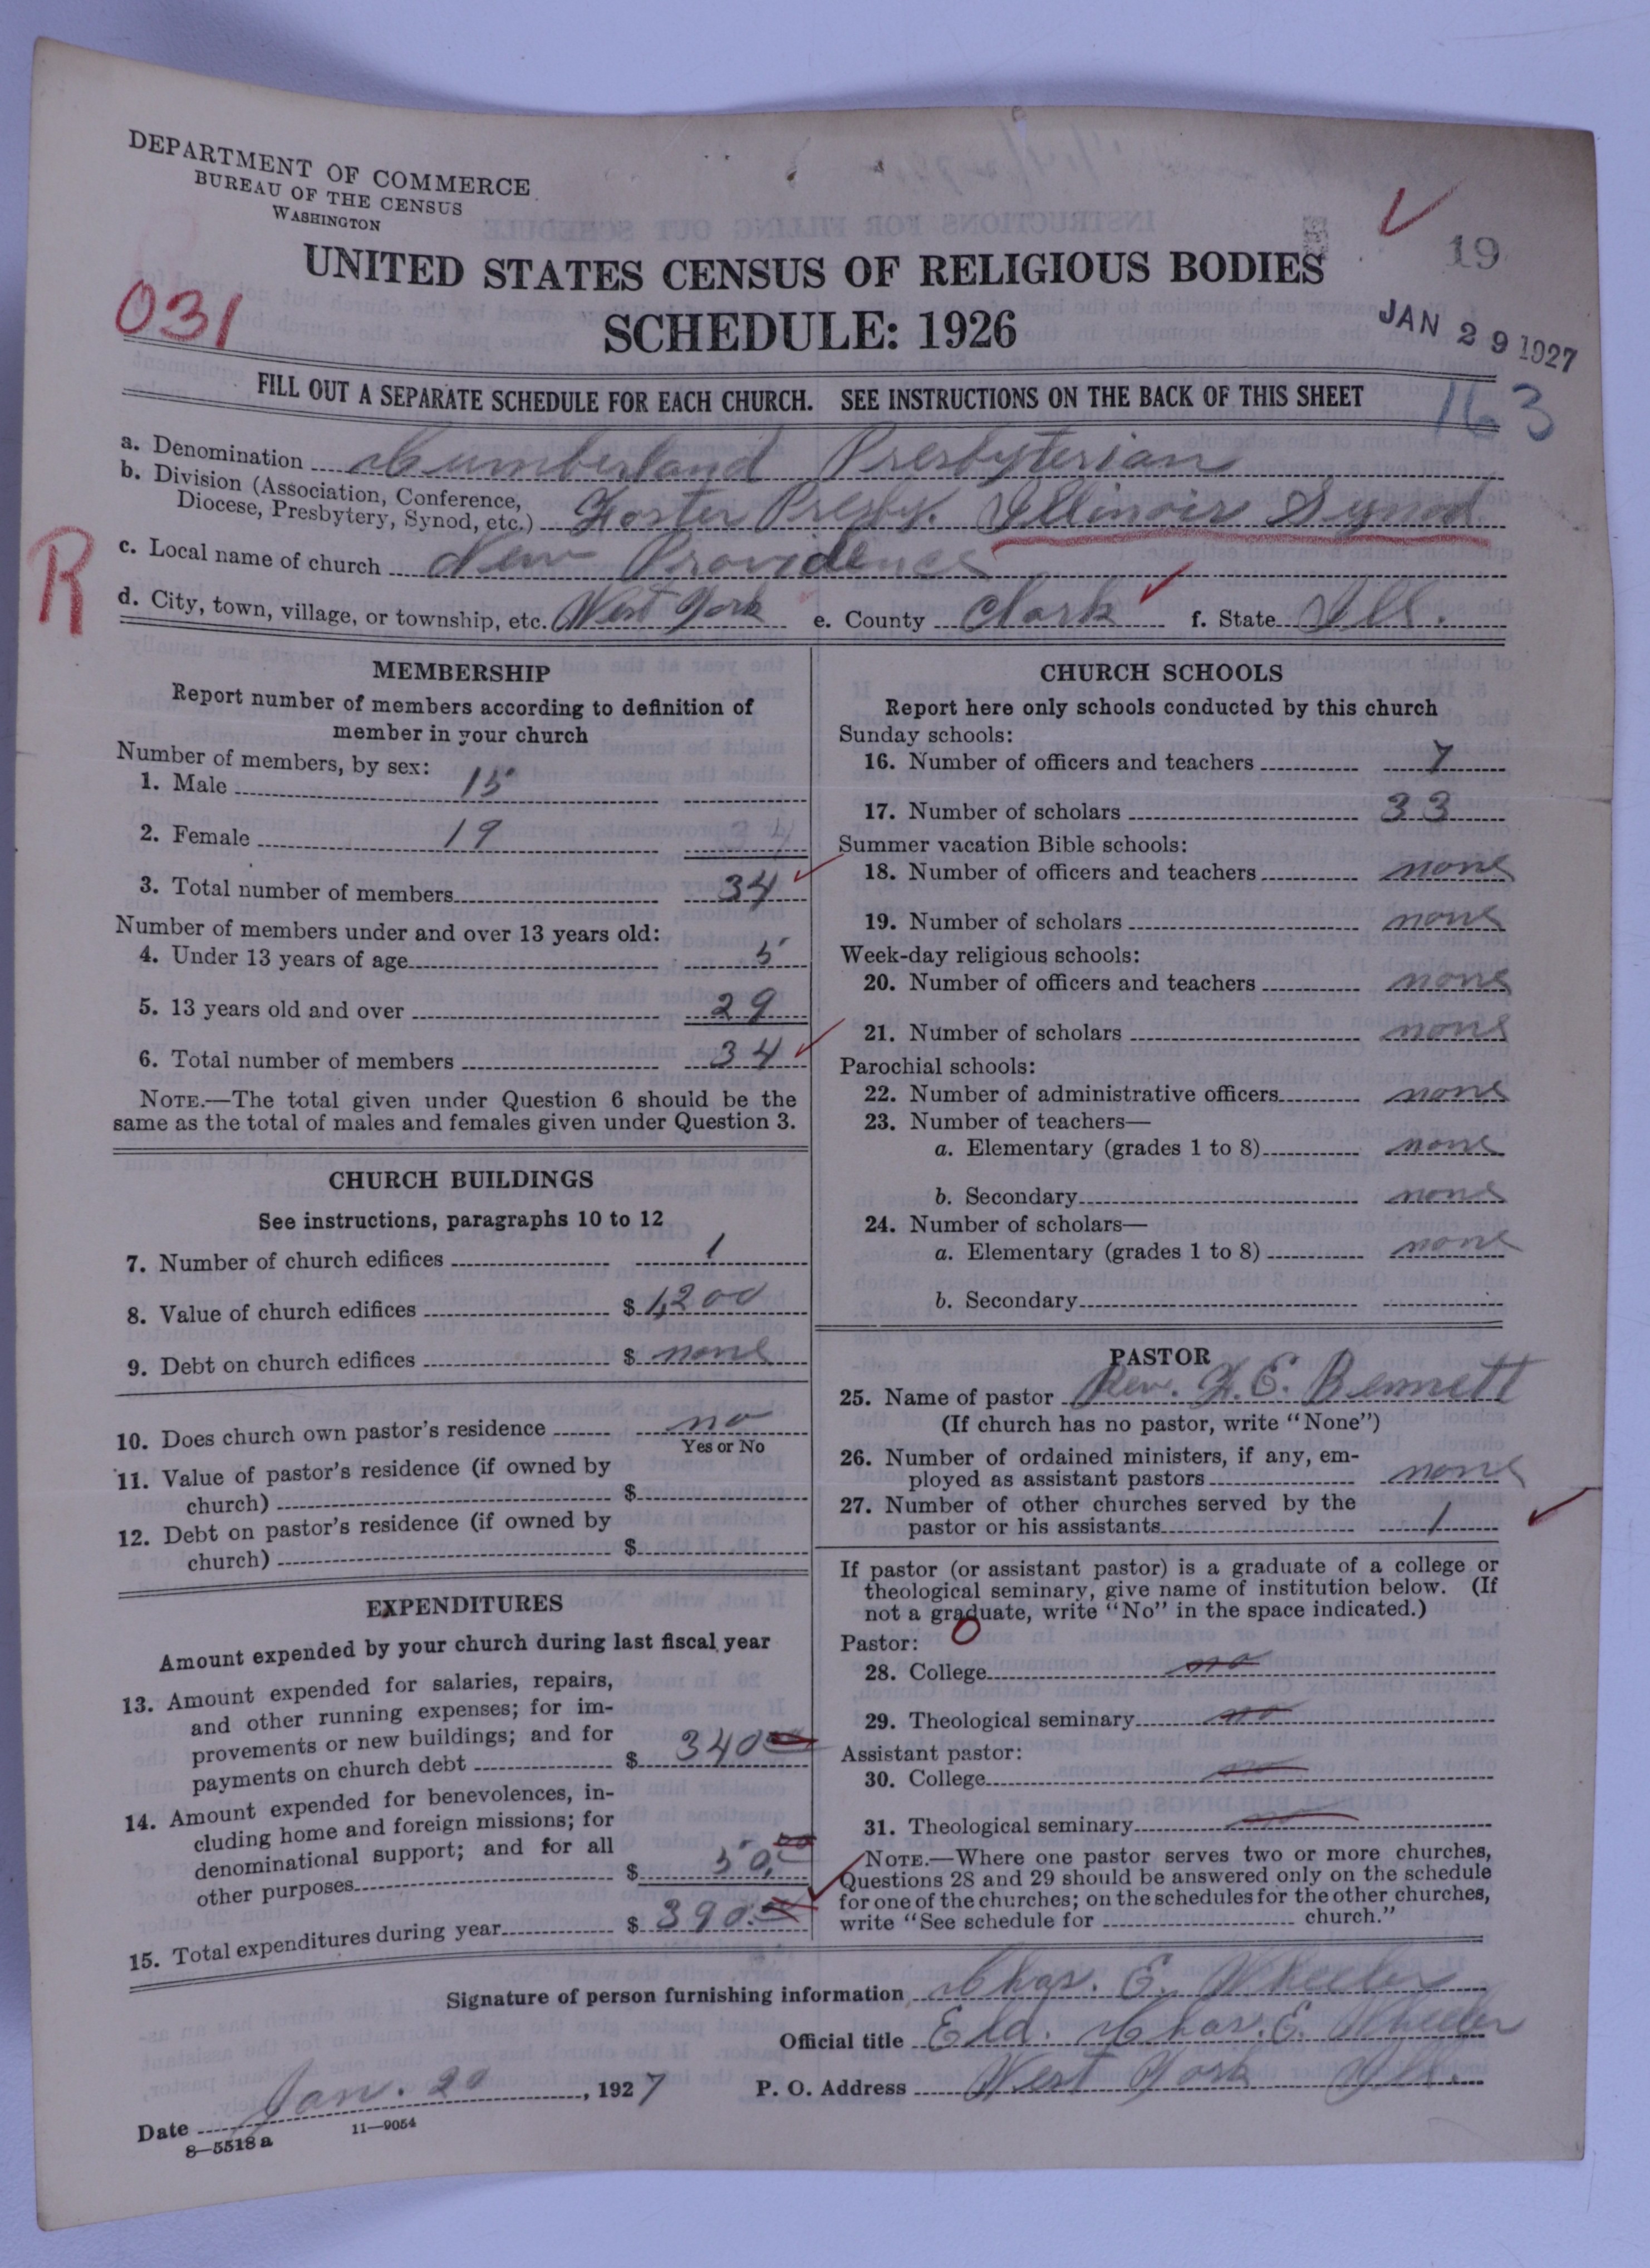 DEPARTMENT OF COMMERCE
BUREAU OF THE CENSUS
WASHINGTON
UNITED STATES CENSUS OF RELIGIOUS BODIES
19
031
SCHEDULE: 1926
JAN 29 1927
FILL OUT A SEPARATE SCHEDULE FOR EACH CHURCH. SEE INSTRUCTIONS ON THE BACK OF THIS SHEET
163
a. Denomination Cumberland Presbyterian
b. Division (Association, Conference,
Diocese, Presbytery, Synod, etc.) Foster Presby. Illinois Synod
R
c. Local name of church New Providence
d. City, town, village, or township, etc. West York e. County Clark f. State Ill.
MEMBERSHIP
Report number of members according to definition of
member in your church
Number of members, by sex:
1. Male 15
2. Female 19
3. Total number of members 34
Number of members under and over 13 years old:
4. Under 13 years of age 5
5. 13 years old and over 29
6. Total number of members 34
NOTE.—The total given under Question 6 should be the
same as the total of males and females given under Question 3.
CHURCH BUILDINGS
See instructions, paragraphs 10 to 12
7. Number of church edifices 1
8. Value of church edifices $ 1,200
9. Debt on church edifices $ none
10. Does church own pastor's residence no
Yes or No
11. Value of pastor's residence (if owned by
church) $
12. Debt on pastor's residence (if owned by
church) $
EXPENDITURES
Amount expended by your church during last fiscal year
13. Amount expended for salaries, repairs,
and other running expenses; for im-
provements or new buildings; and for
payments on church debt $ 340 00
14. Amount expended for benevolences, in-
cluding home and foreign missions; for
denominational support; and for all
other purposes $ 50. 00
15. Total expenditures during year $ 390. 00
CHURCH SCHOOLS
Report here only schools conducted by this church
Sunday schools:
16. Number of officers and teachers 7
17. Number of scholars 33
Summer vacation Bible schools:
18. Number of officers and teachers none
19. Number of scholars none
Week-day religious schools:
20. Number of officers and teachers none
21. Number of scholars none
Parochial schools:
22. Number of administrative officers none
23. Number of teachers—
a. Elementary (grades 1 to 8) none
b. Secondary none
24. Number of scholars—
a. Elementary (grades 1 to 8) none
b. Secondary
PASTOR
25. Name of pastor Rev. F. E. Bennett
(If church has no pastor, write "None")
26. Number of ordained ministers, if any, em-
ployed as assistant pastors none
27. Number of other churches served by the
pastor or his assistants 1
If pastor (or assistant pastor) is a graduate of a college or
theological seminary, give name of institution below. (If
not a graduate, write "No" in the space indicated.)
Pastor: 0
28. College no
29. Theological seminary no
Assistant pastor:
30. College no
31. Theological seminary no
NOTE.—Where one pastor serves two or more churches,
Questions 28 and 29 should be answered only on the schedule
for one of the churches; on the schedules for the other churches,
write "See schedule for church."
Signature of person furnishing information Chas. E. Wheeler
Official title Eld. Chas. E. Wheeler
Date Jan. 20, 1927 P. O. Address West York Ill.
8—5518 a 11—9054